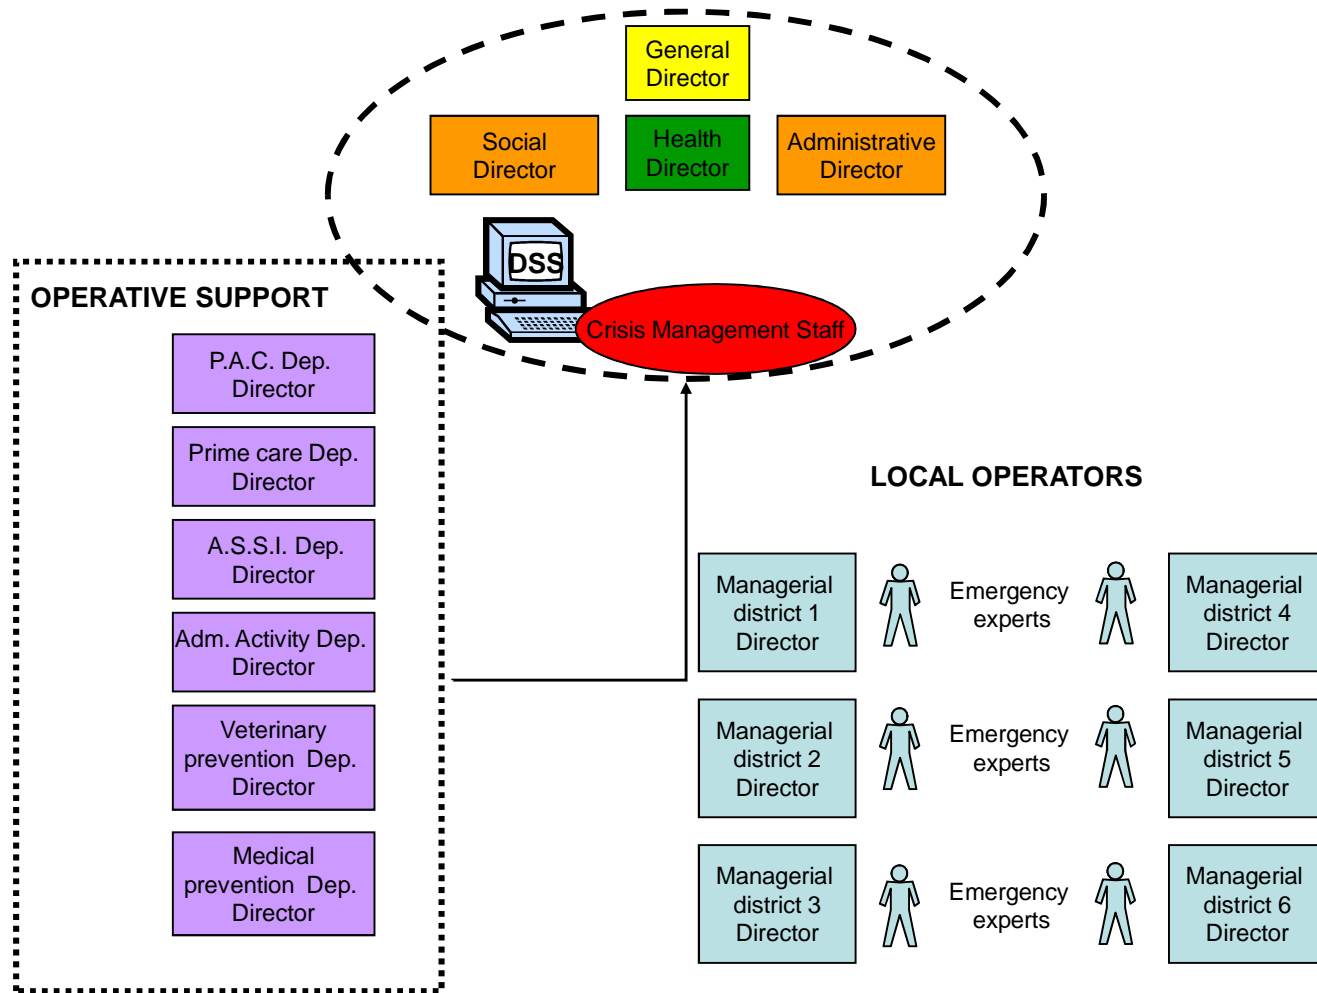 General
Director
Social
Director
Health
Director
Administrative
Director
DSS
Crisis Management Staff
OPERATIVE SUPPORT
P.A.C. Dep.
Director
Prime care Dep.
Director
A.S.S.I. Dep.
Director
Adm. Activity Dep.
Director
Veterinary
prevention Dep.
Director
Medical
prevention Dep.
Director
LOCAL OPERATORS
Managerial
district 1
Director
Emergency
experts
Managerial
district 4
Director
Managerial
district 2
Director
Emergency
experts
Managerial
district 5
Director
Managerial
district 3
Director
Emergency
experts
Managerial
district 6
Director